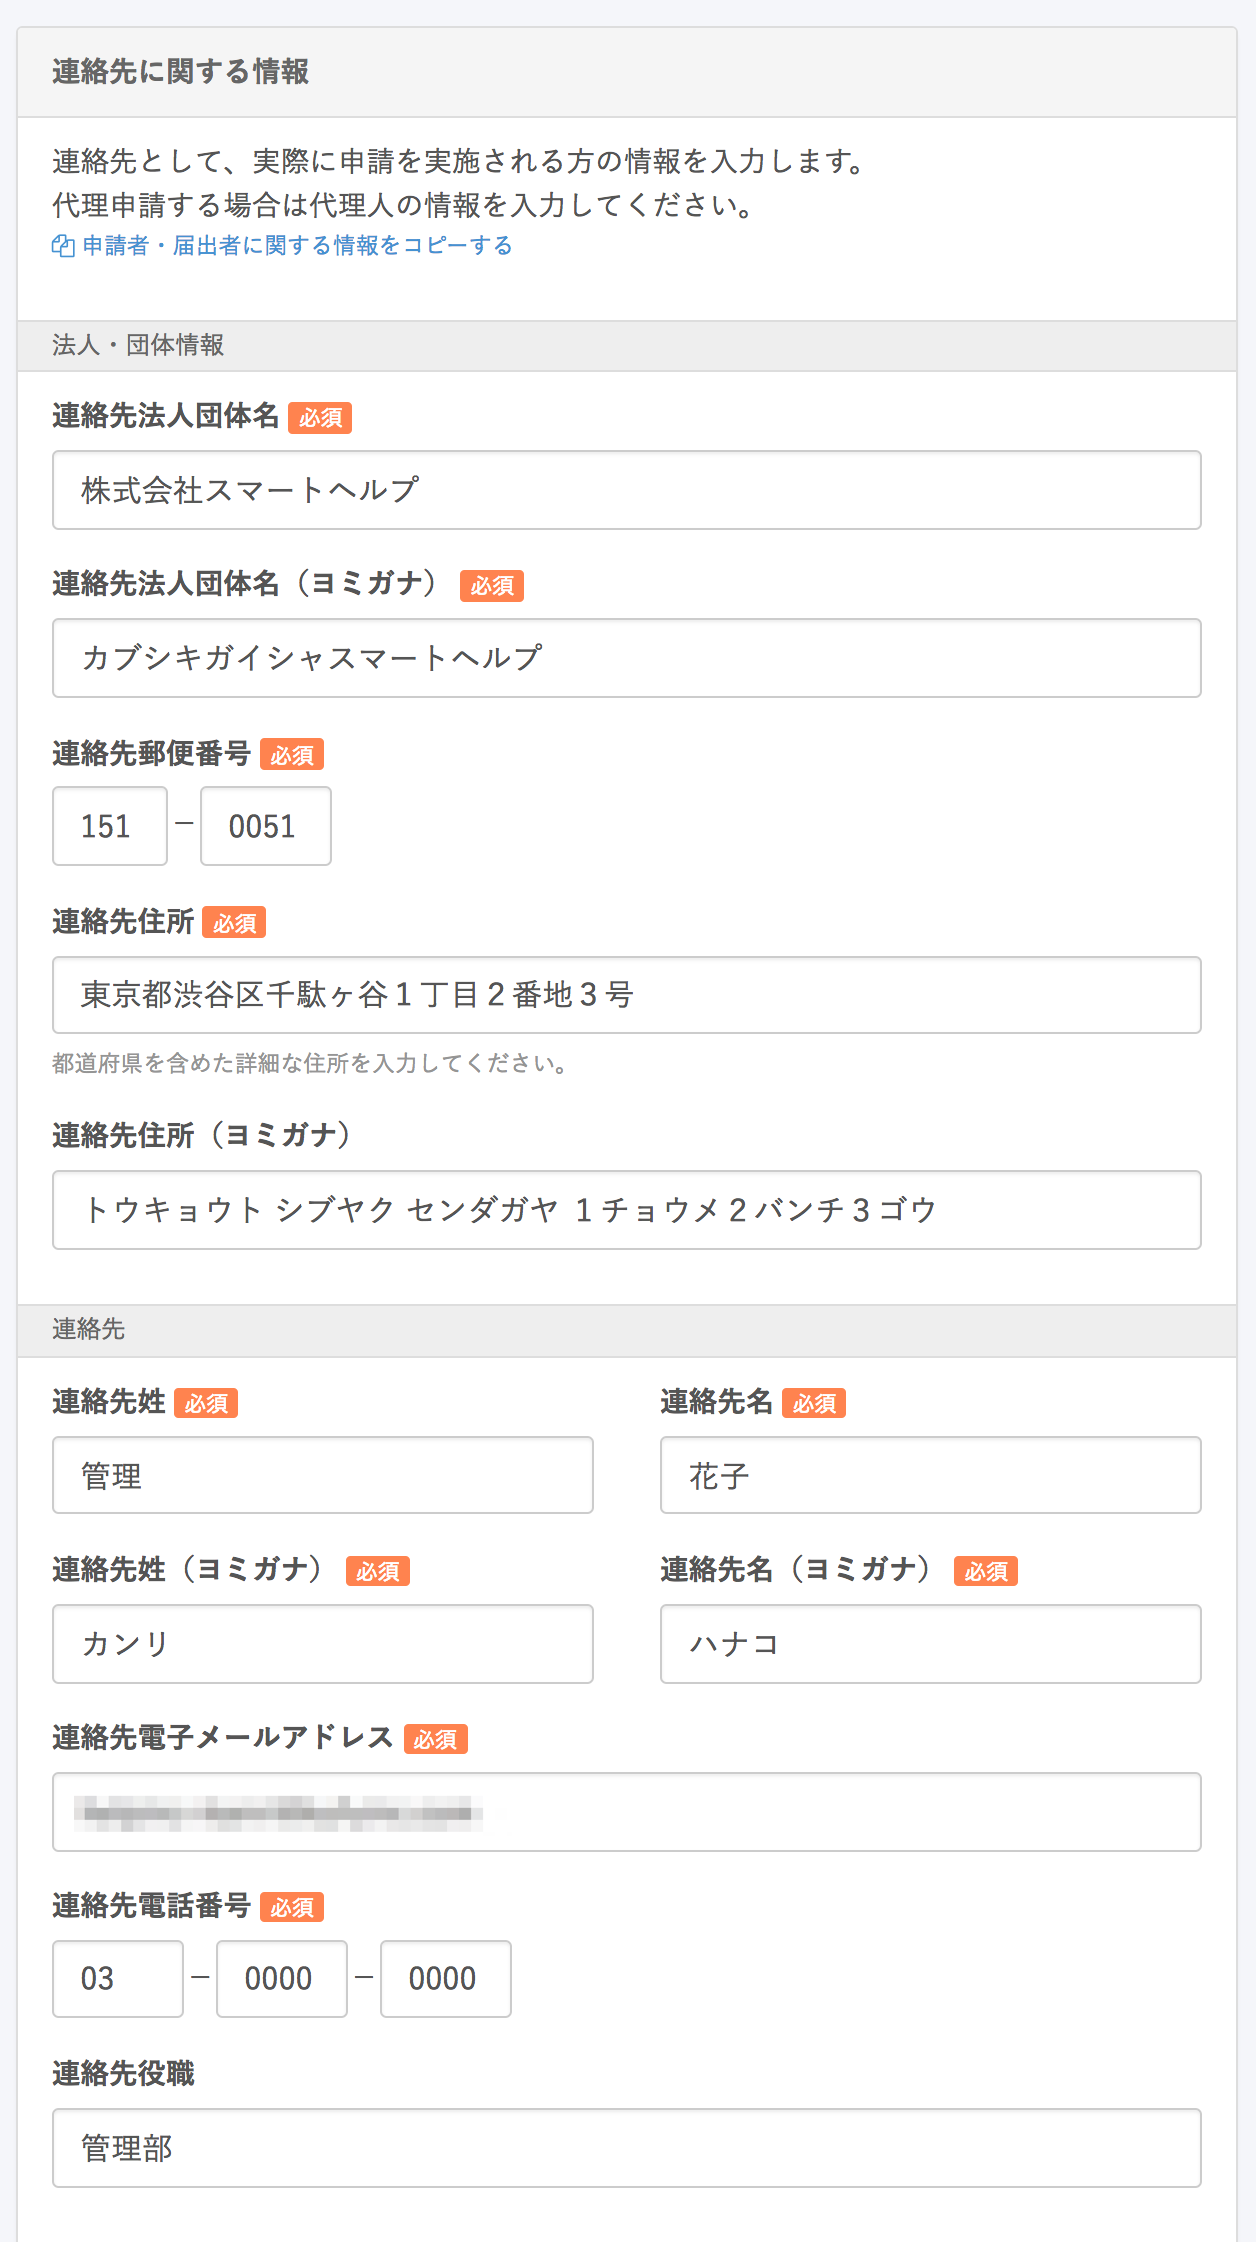 連絡先に関する情報
連絡先として、実際に申請を実施される方の情報を入力します。
代理申請する場合は代理人の情報を入力してください。
申請者・届出者に関する情報をコピーする
法人・団体情報
連絡先法人団体名 必須
株式会社スマートヘルプ
連絡先法人団体名（ヨミガナ） 必須
カブシキガイシャスマートヘルプ
連絡先郵便番号 必須
151 – 0051
連絡先住所 必須
東京都渋谷区千駄ヶ谷１丁目２番地３号
都道府県を含めた詳細な住所を入力してください。
連絡先住所（ヨミガナ）
トウキョウト シブヤク センダガヤ １チョウメ２バンチ３ゴウ
連絡先
連絡先姓 必須 連絡先名 必須
管理 花子
連絡先姓（ヨミガナ） 必須 連絡先名（ヨミガナ） 必須
カンリ ハナコ
連絡先電子メールアドレス 必須
連絡先電話番号 必須
03 – 0000 – 0000
連絡先役職
管理部